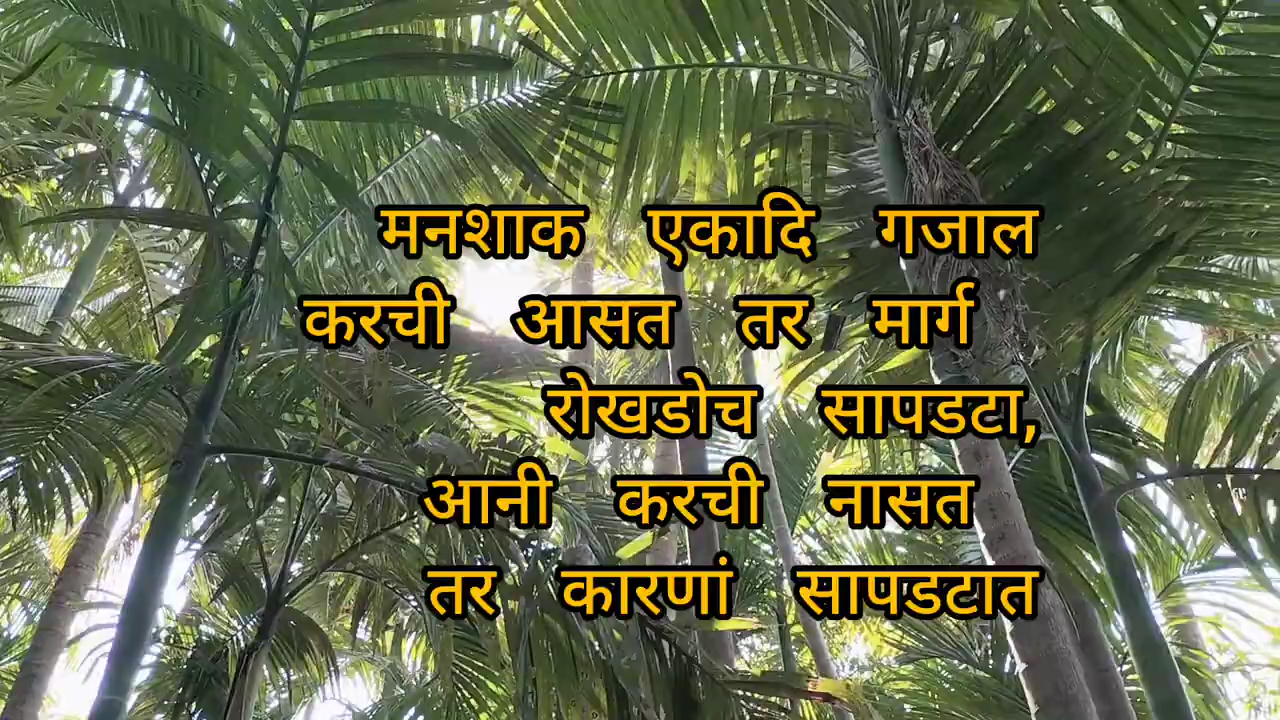 मनशाक एकादि गजाल
करची आसत तर मार्ग
रोखडोच सापडटा,
आनी करची नासत
तर कारणां सापडटात